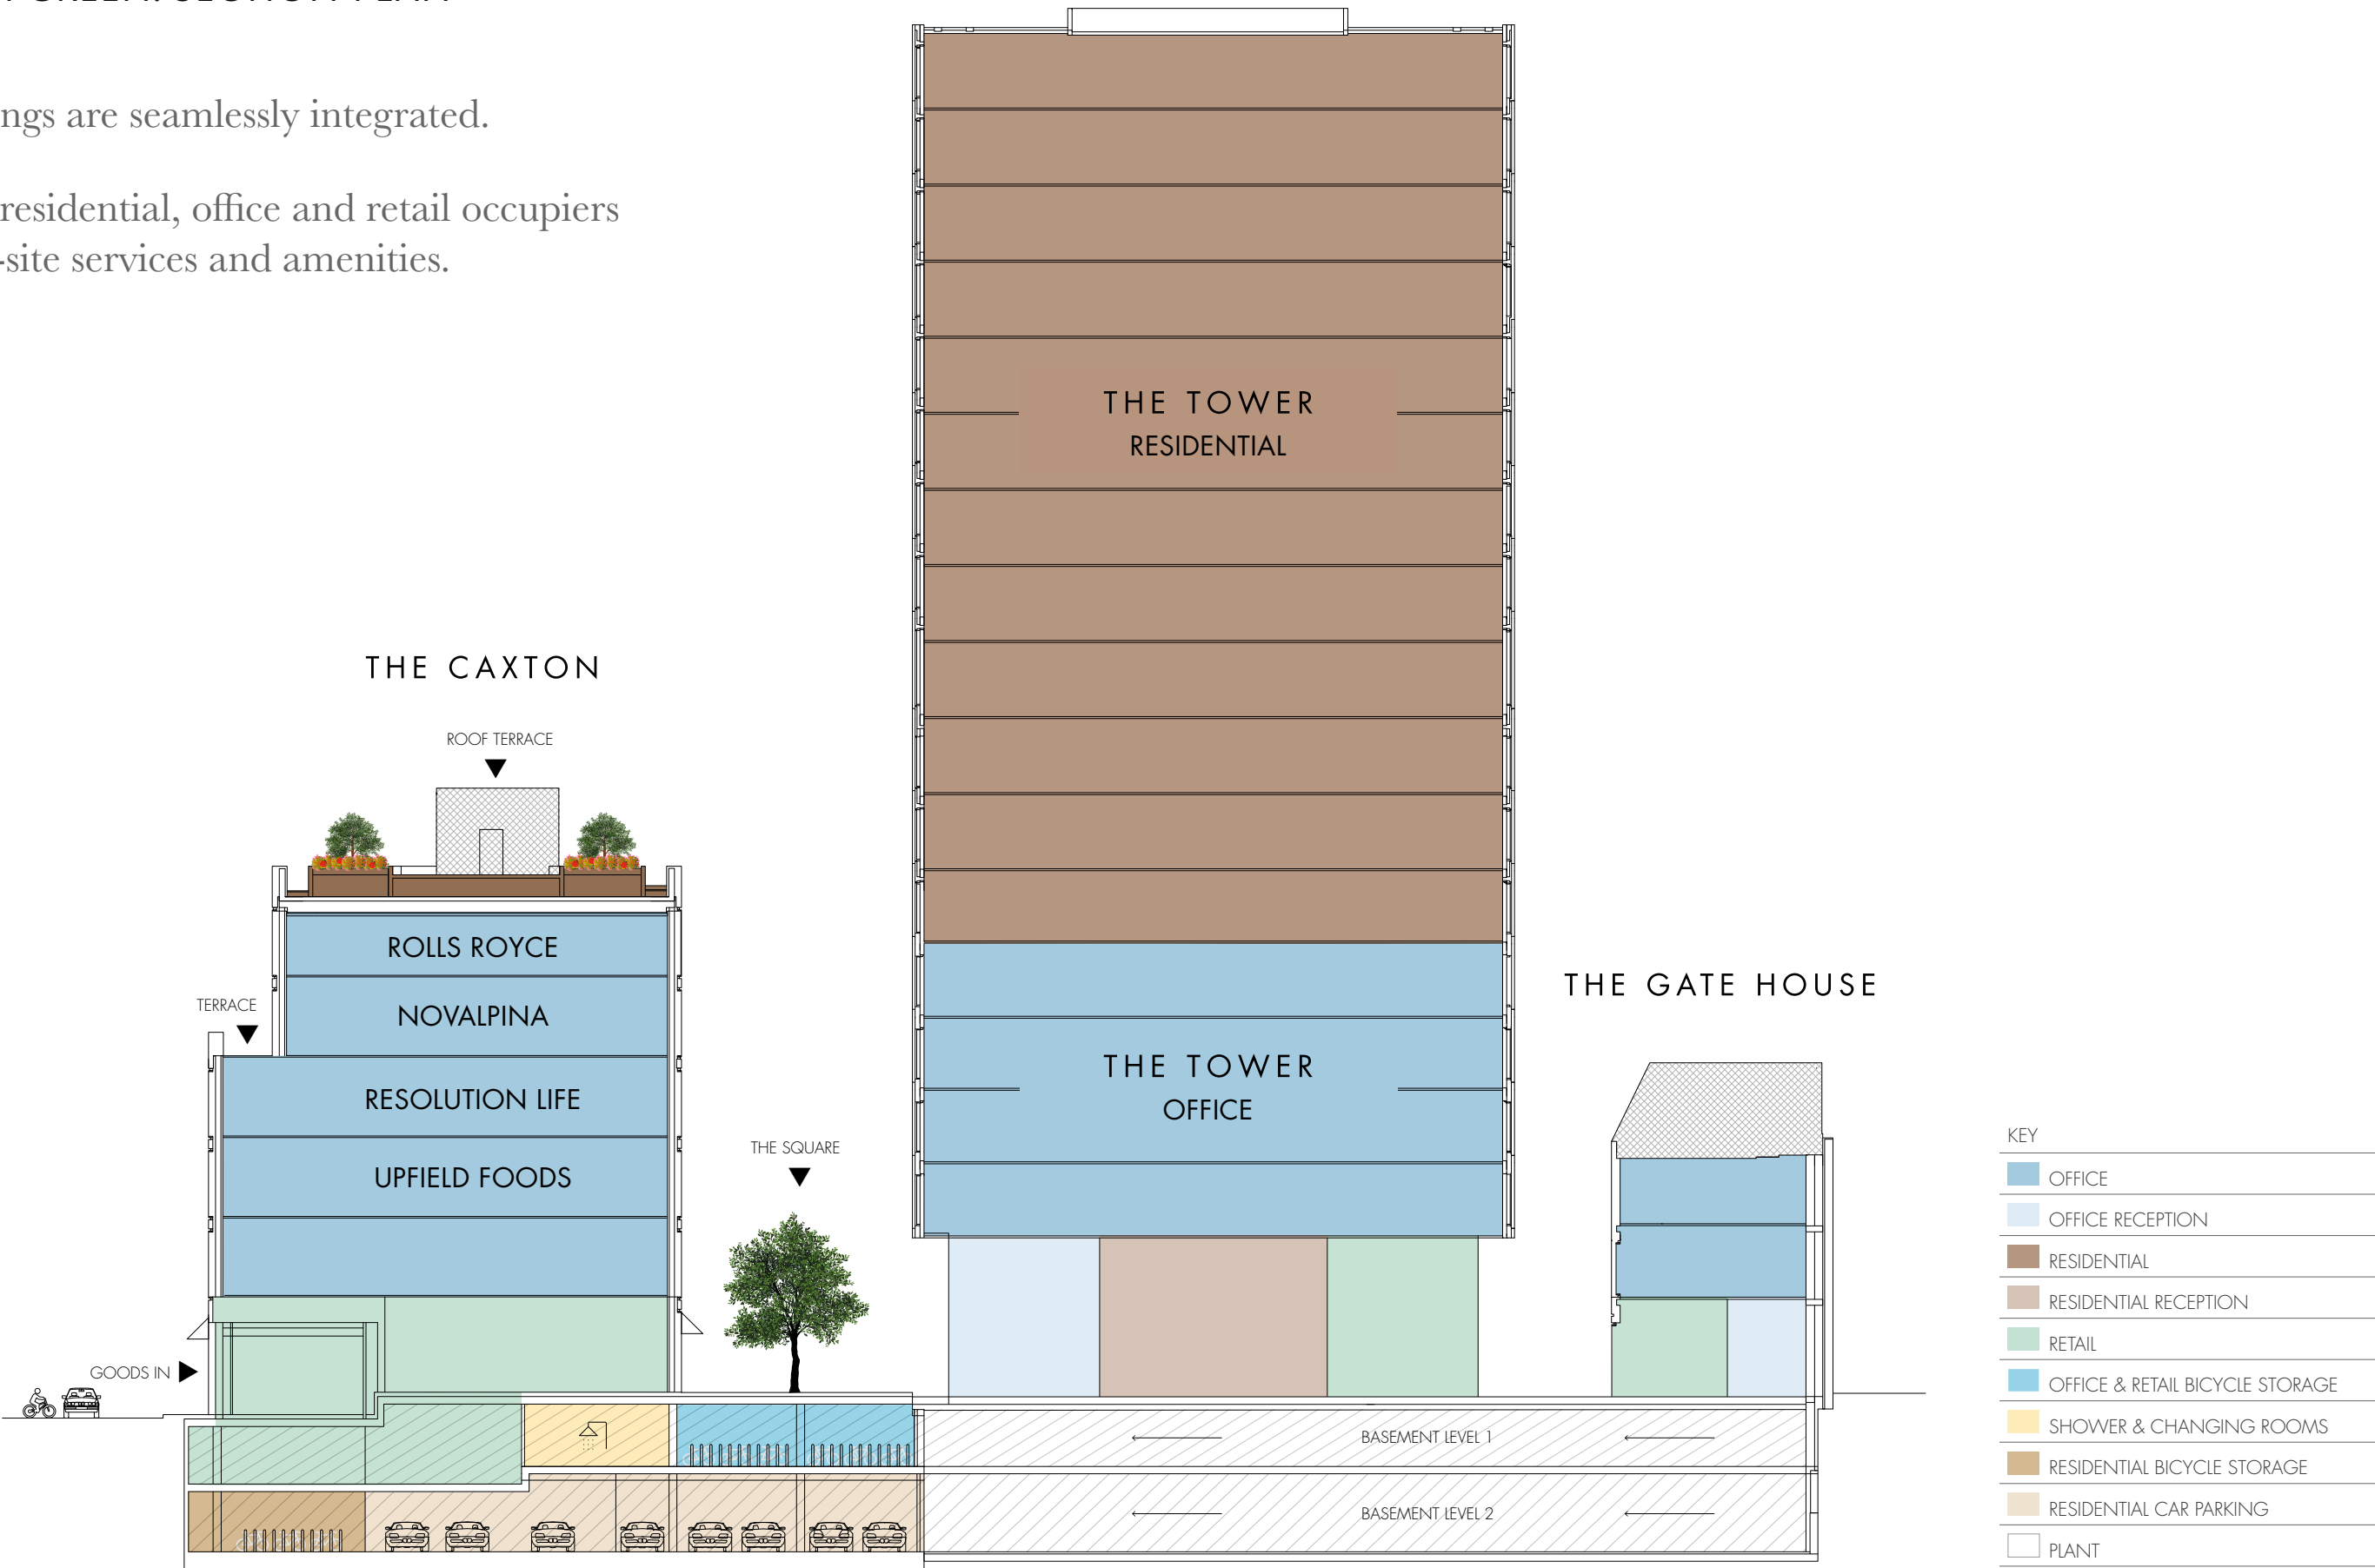 ngs are seamlessly integrated.
residential, office and retail occupiers
-site services and amenities.
THE TOWER
RESIDENTIAL
THE CAXTON
ROOF TERRACE
ROLLS ROYCE
TERRACE
NOVALPINA
RESOLUTION LIFE
UPFIELD FOODS
GOODS IN
THE SQUARE
THE TOWER
OFFICE
THE GATE HOUSE
BASEMENT LEVEL 1
BASEMENT LEVEL 2
KEY
OFFICE
OFFICE RECEPTION
RESIDENTIAL
RESIDENTIAL RECEPTION
RETAIL
OFFICE & RETAIL BICYCLE STORAGE
SHOWER & CHANGING ROOMS
RESIDENTIAL BICYCLE STORAGE
RESIDENTIAL CAR PARKING
PLANT